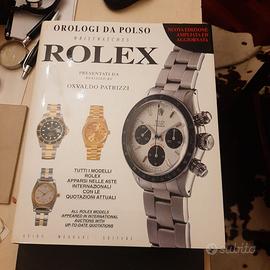 OROLOGI DA POLSO
WRISTWATCHES
ROLEX
NUOVA EDIZIONE
AMPLIATA ED
AGGIORNATA
PRESENTATI DA
OSVALDO PATRIZZI
TUTTI I MODELLI
ROLEX
APPARSI NELLE ASTE
INTERNAZIONALI
CON LE
QUOTAZIONI ATTUALI
ALL ROLEX MODELS
APPEARED IN INTERNATIONAL
AUCTIONS WITH
UP-TO-DATE QUOTATIONS
GUIDO MONDANI EDITORE
subito